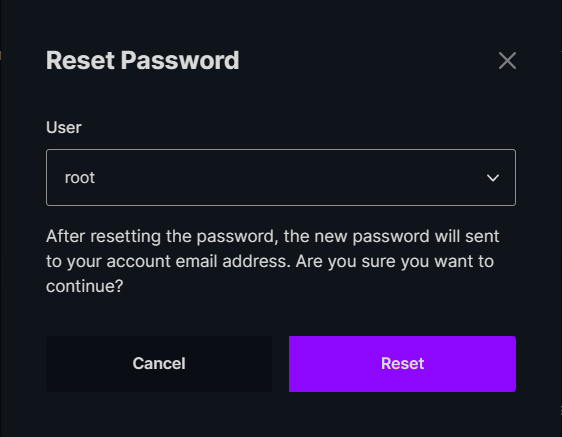 Reset Password
User
root
After resetting the password, the new password will sent
to your account email address. Are you sure you want to
continue?
Cancel
Reset